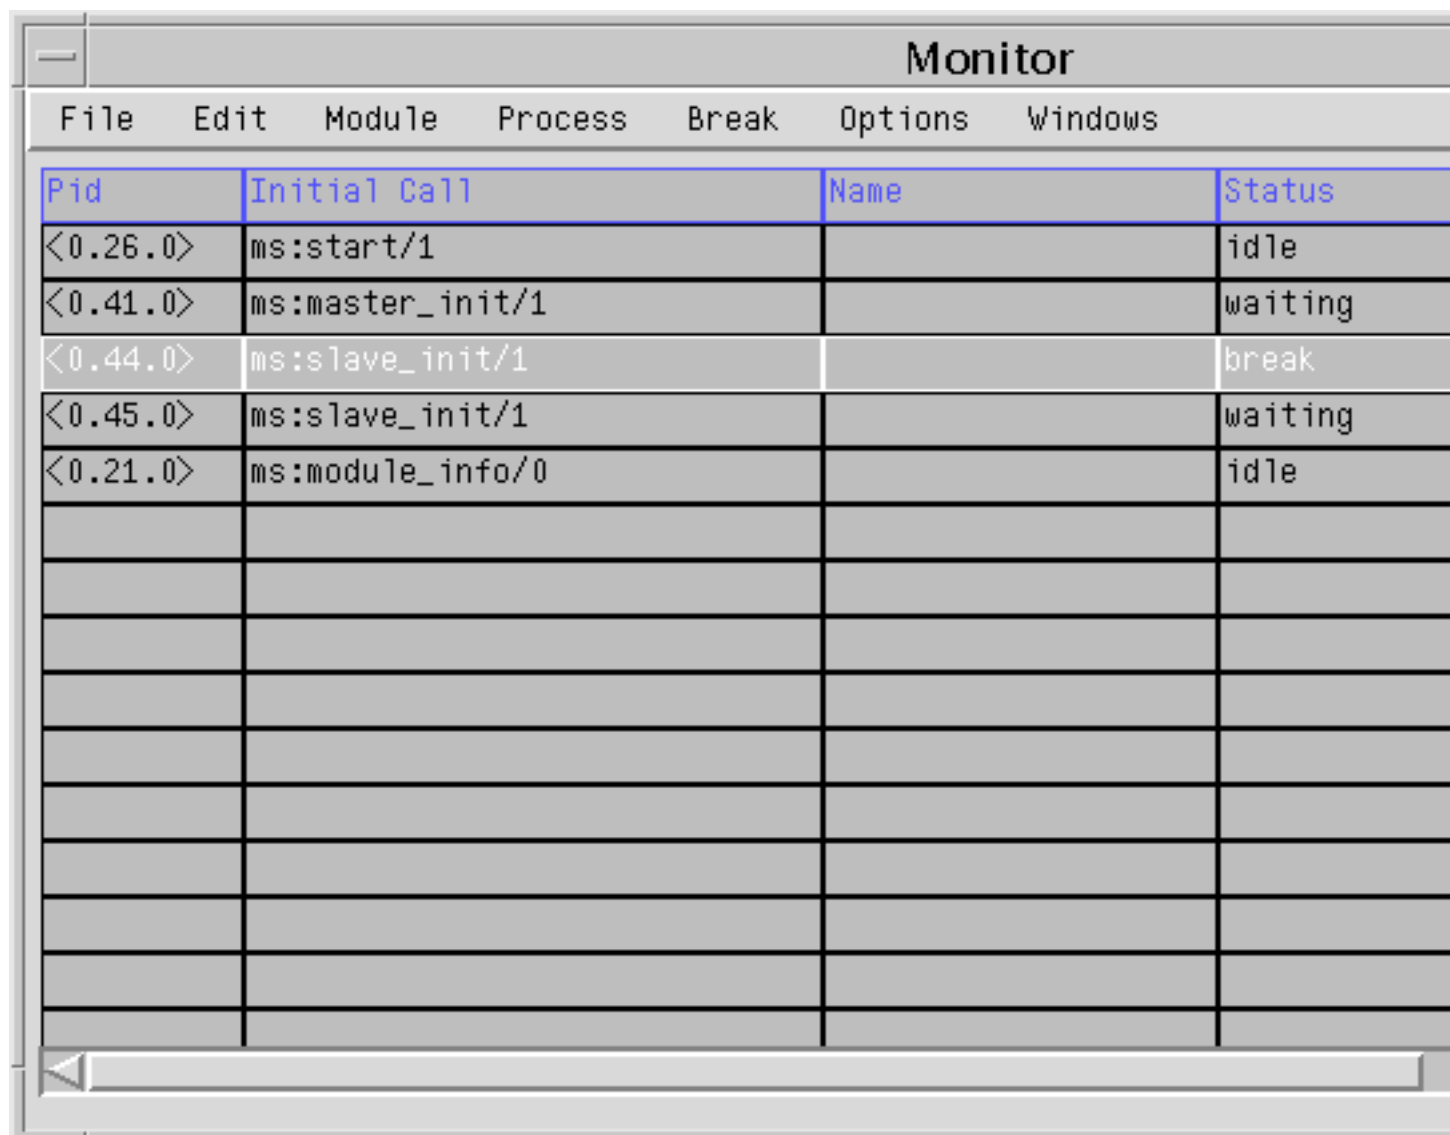 Monitor
File Edit Module Process Break Options Windows
Pid Initial Call Name Status
<0.26.0> ms:start/1 idle
<0.41.0> ms:master_init/1 waiting
<0.44.0> ms:slave_init/1 break
<0.45.0> ms:slave_init/1 waiting
<0.21.0> ms:module_info/0 idle